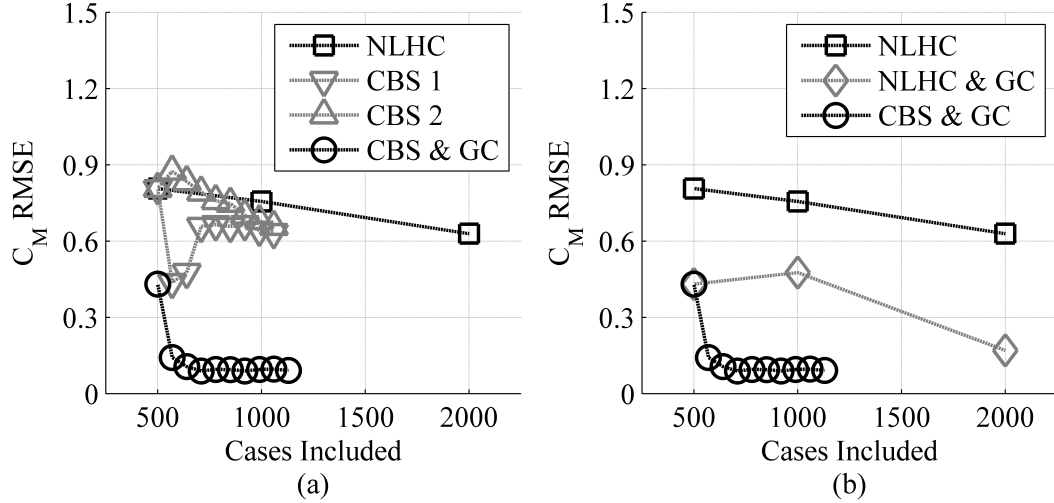 1.5
1.2
0.9
0.6
0.3
0
C_M RMSE
500 1000 1500 2000
Cases Included
(a)
NLHC
CBS 1
CBS 2
CBS & GC
1.5
1.2
0.9
0.6
0.3
0
C_M RMSE
500 1000 1500 2000
Cases Included
(b)
NLHC
NLHC & GC
CBS & GC